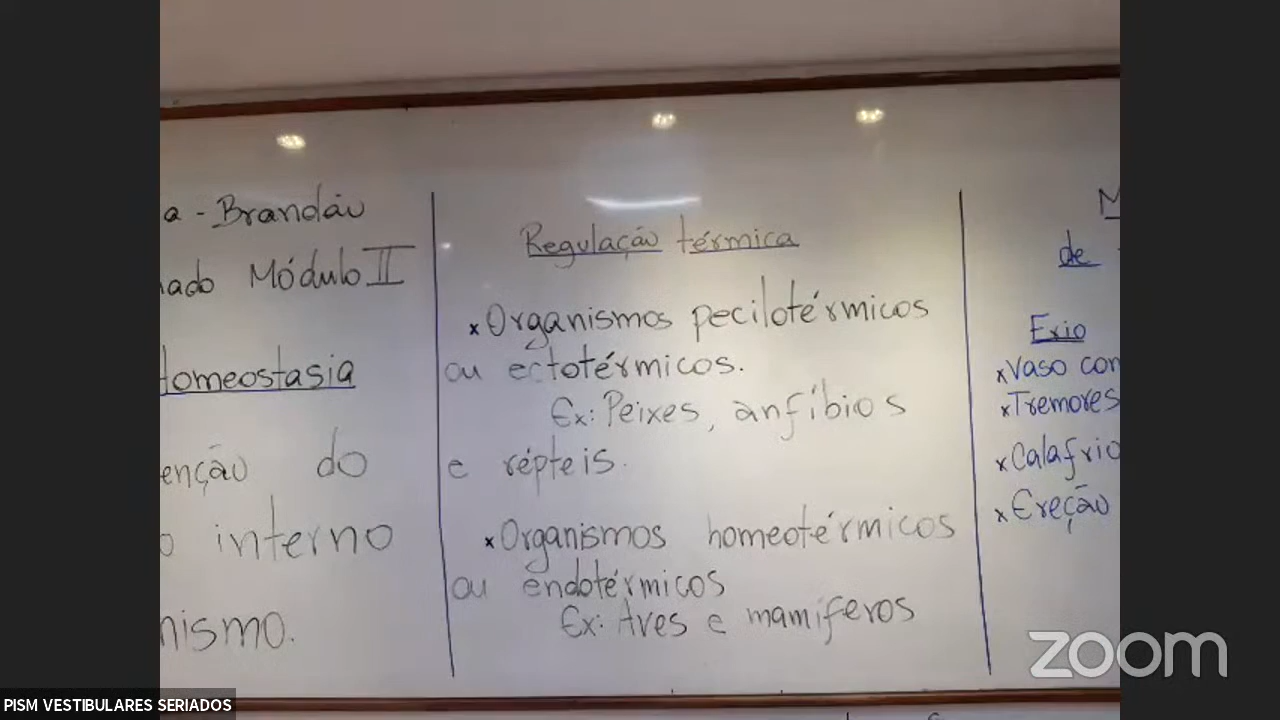 a - Brandão
nado Módulo II
Homeostasia
enção do
o interno
nismo.
Regulação térmica
x Organismos pecilotérmicos
ou ectotérmicos.
Ex: Peixes, anfíbios
e répteis.
x Organismos homeotérmicos
ou endotérmicos
Ex: Aves e mamíferos
M
de
Frio
x Vaso con
x Tremores
x Calafrio
x Ereção
zoom
PISM VESTIBULARES SERIADOS